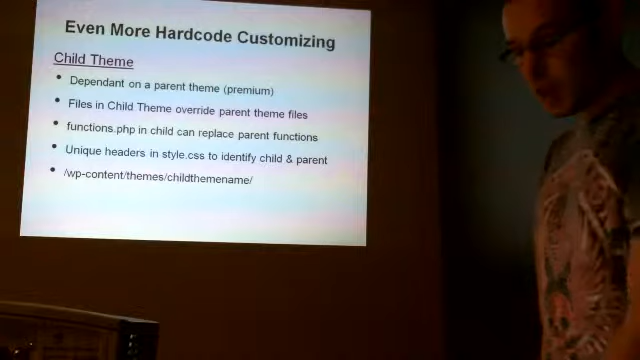 Even More Hardcode Customizing
Child Theme
• Dependant on a parent theme (premium)
• Files in Child Theme override parent theme files
• functions.php in child can replace parent functions
• Unique headers in style.css to identify child & parent
• /wp-content/themes/childthemename/